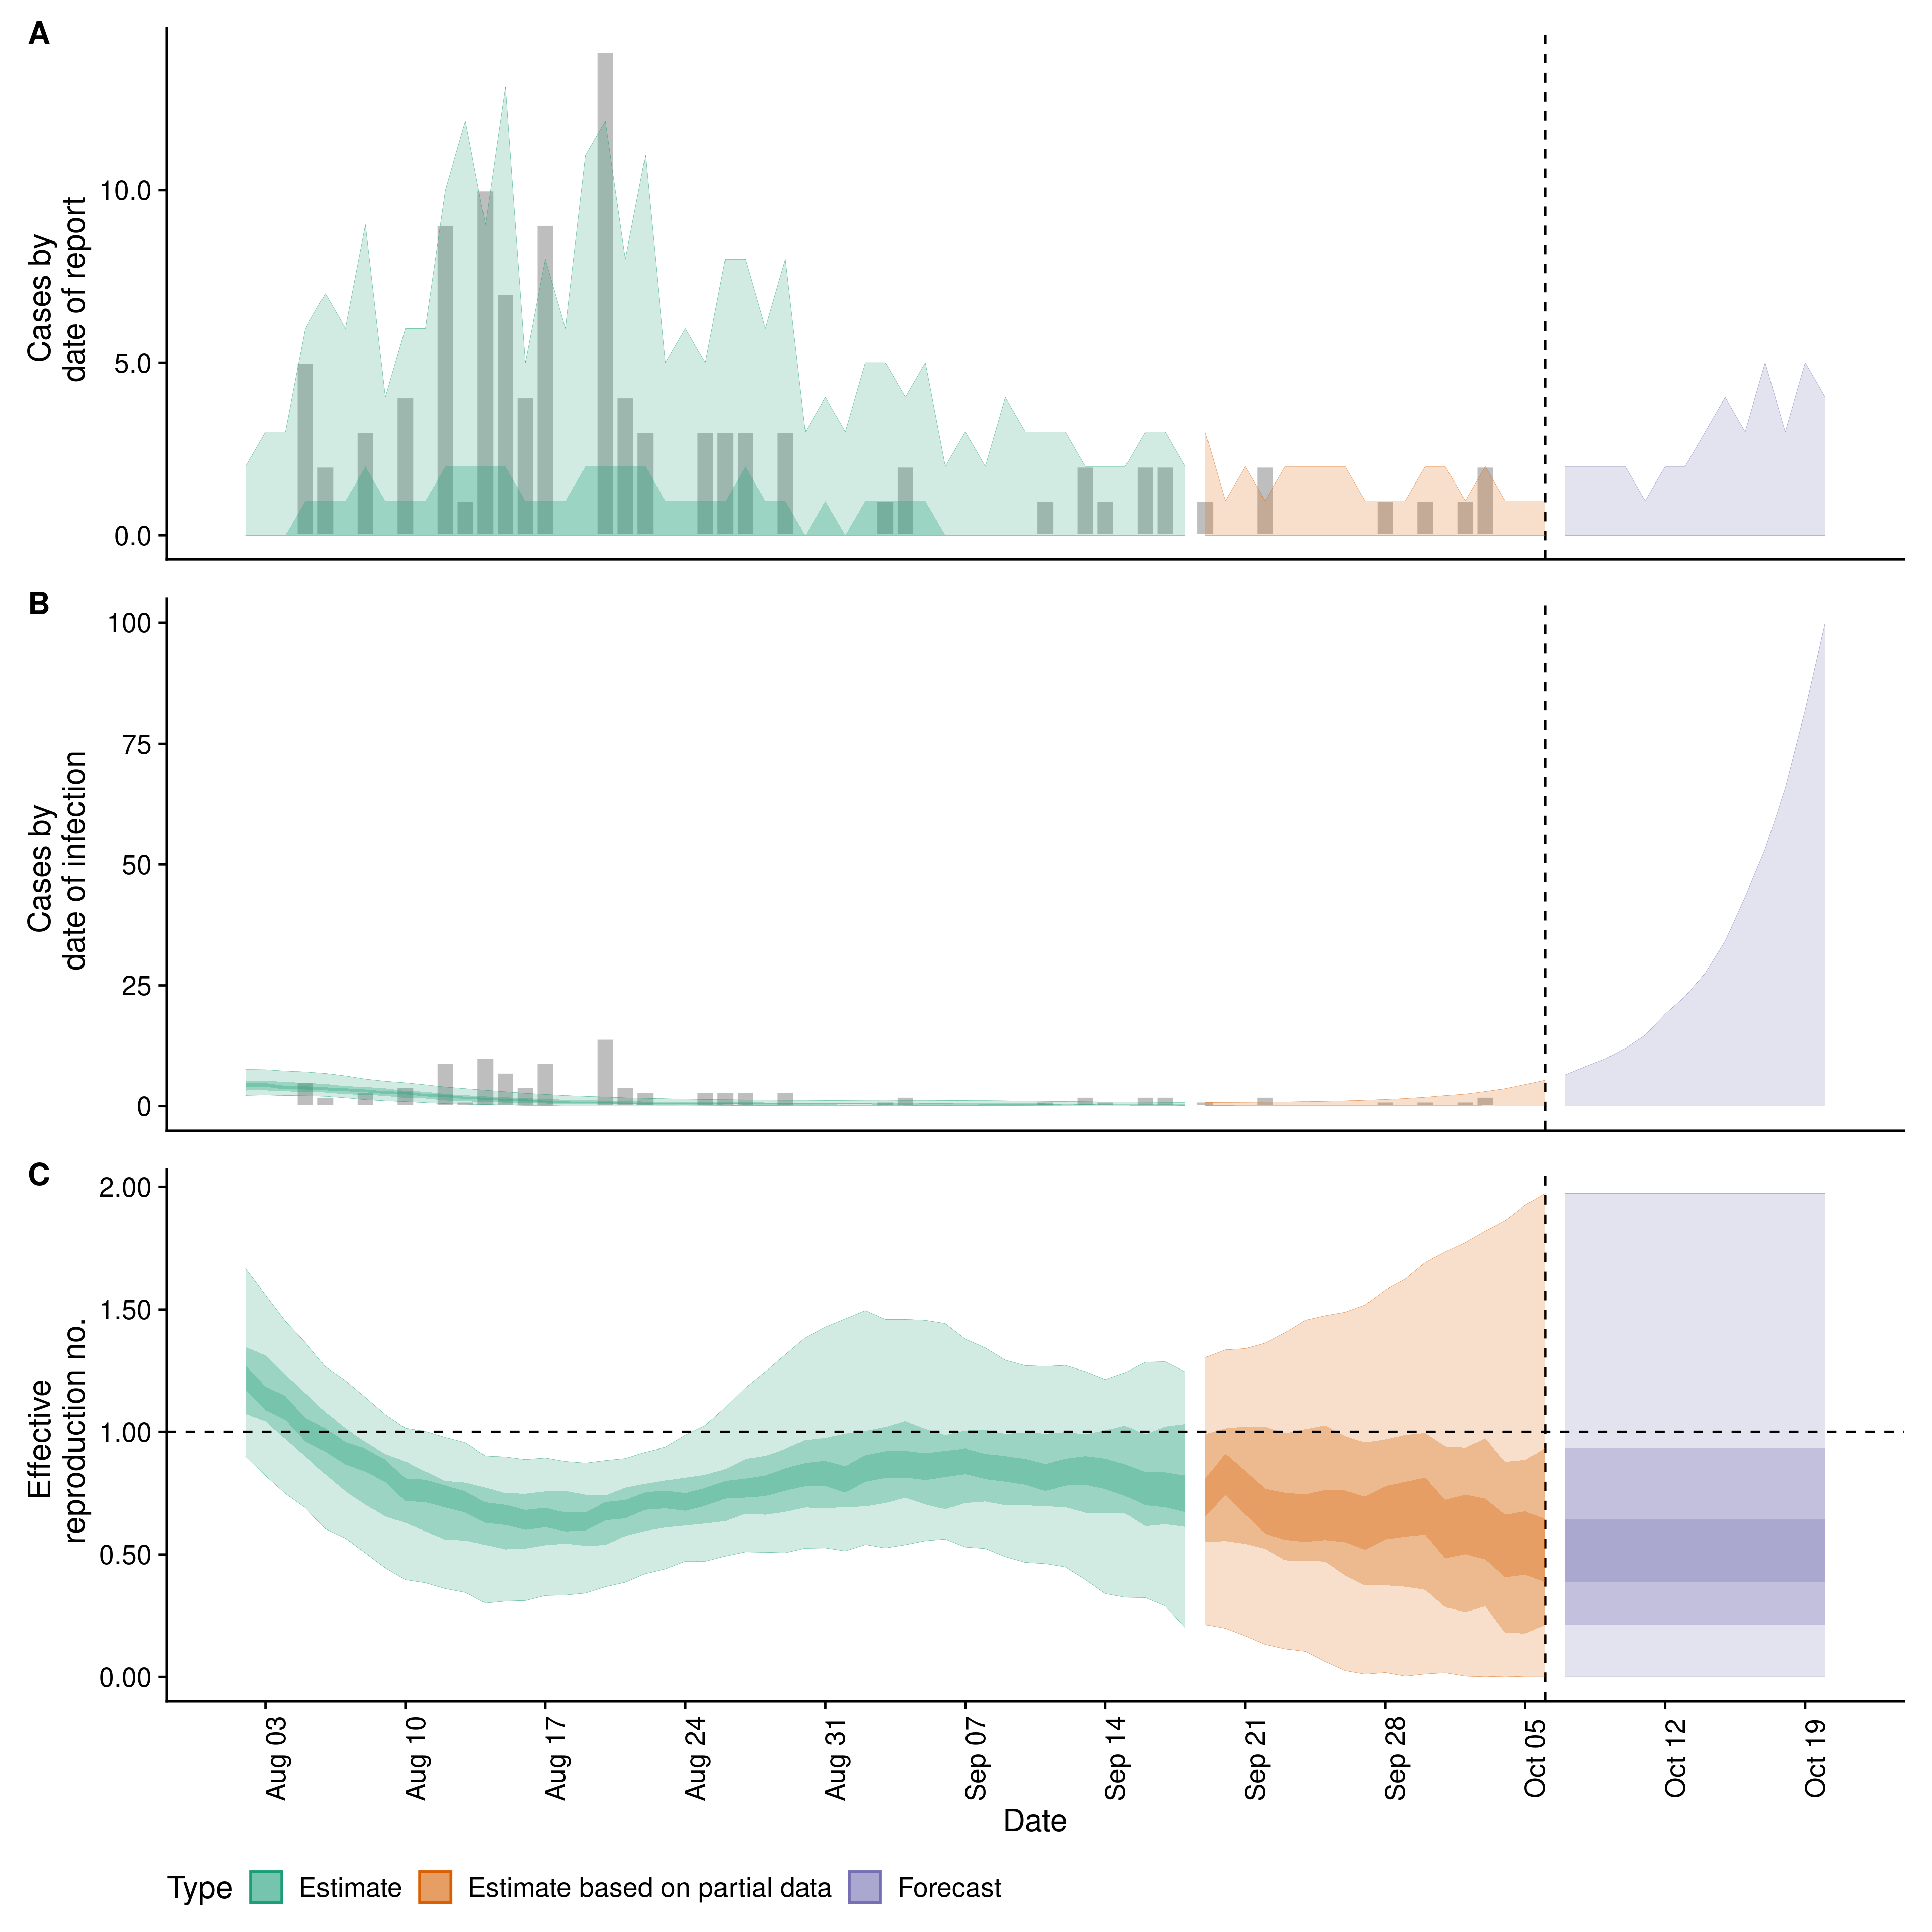 A
Cases by
date of report
10.0
5.0
0.0
B
Cases by
date of infection
100
75
50
25
0
C
Effective
reproduction no.
2.00
1.50
1.00
0.50
0.00
Aug 03
Aug 10
Aug 17
Aug 24
Aug 31
Sep 07
Sep 14
Sep 21
Sep 28
Oct 05
Oct 12
Oct 19
Date
Type Estimate Estimate based on partial data Forecast